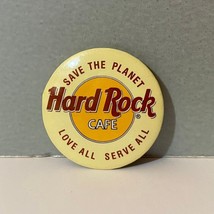 SAVE THE PLANET
Hard Rock
CAFE ®
LOVE ALL SERVE ALL